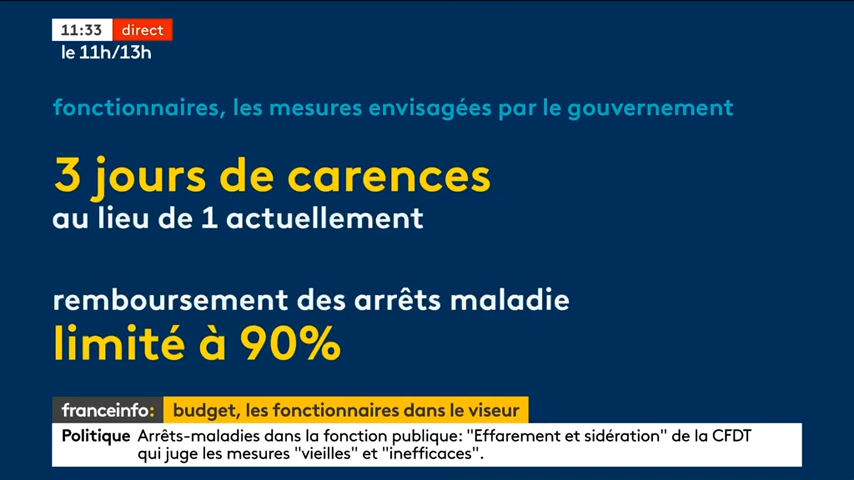 11:33 direct
le 11h/13h
fonctionnaires, les mesures envisagées par le gouvernement
3 jours de carences
au lieu de 1 actuellement
remboursement des arrêts maladie
limité à 90%
franceinfo: budget, les fonctionnaires dans le viseur
Politique Arrêts-maladies dans la fonction publique: "Effarement et sidération" de la CFDT
qui juge les mesures "vieilles" et "inefficaces".